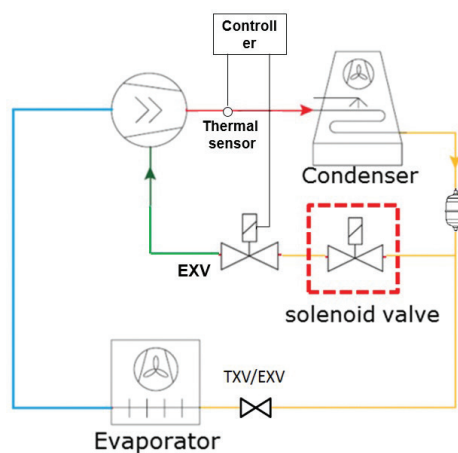 Controll
er
Thermal
sensor
Condenser
EXV
solenoid valve
TXV/EXV
Evaporator